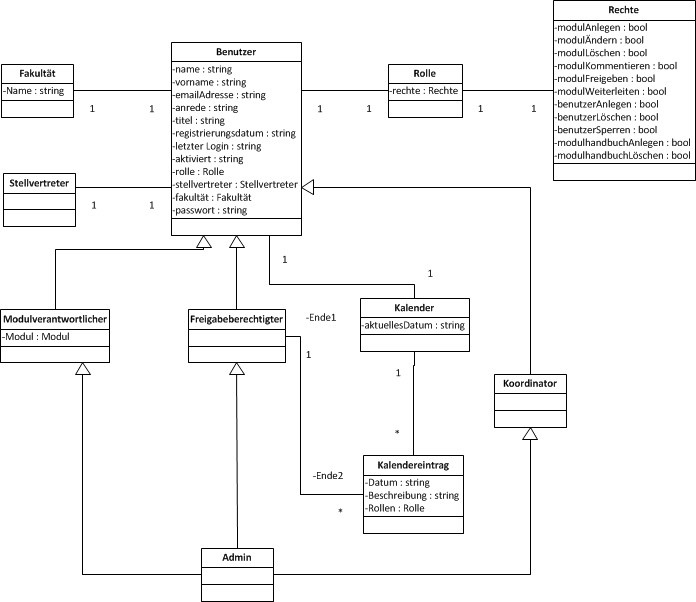 Rechte
-modulAnlegen : bool
-modulÄndern : bool
-modulLöschen : bool
-modulKommentieren : bool
-modulFreigeben : bool
-modulWeiterleiten : bool
-benutzerAnlegen : bool
-benutzerLöschen : bool
-benutzerSperren : bool
-modulhandbuchAnlegen : bool
-modulhandbuchLöschen : bool
Benutzer
-name : string
-vorname : string
-emailAdresse : string
-anrede : string
-titel : string
-registrierungsdatum : string
-letzter Login : string
-aktiviert : string
-rolle : Rolle
-stellvertreter : Stellvertreter
-fakultät : Fakultät
-passwort : string
Fakultät
-Name : string
1
1
Rolle
-rechte : Rechte
1
1
1
1
Stellvertreter
1
1
1
1
Modulverantwortlicher
-Modul : Modul
Freigabeberechtigter
-Ende1
1
Kalender
-aktuellesDatum : string
1
*
Koordinator
Kalendereintrag
-Datum : string
-Beschreibung : string
-Rollen : Rolle
-Ende2
*
Admin